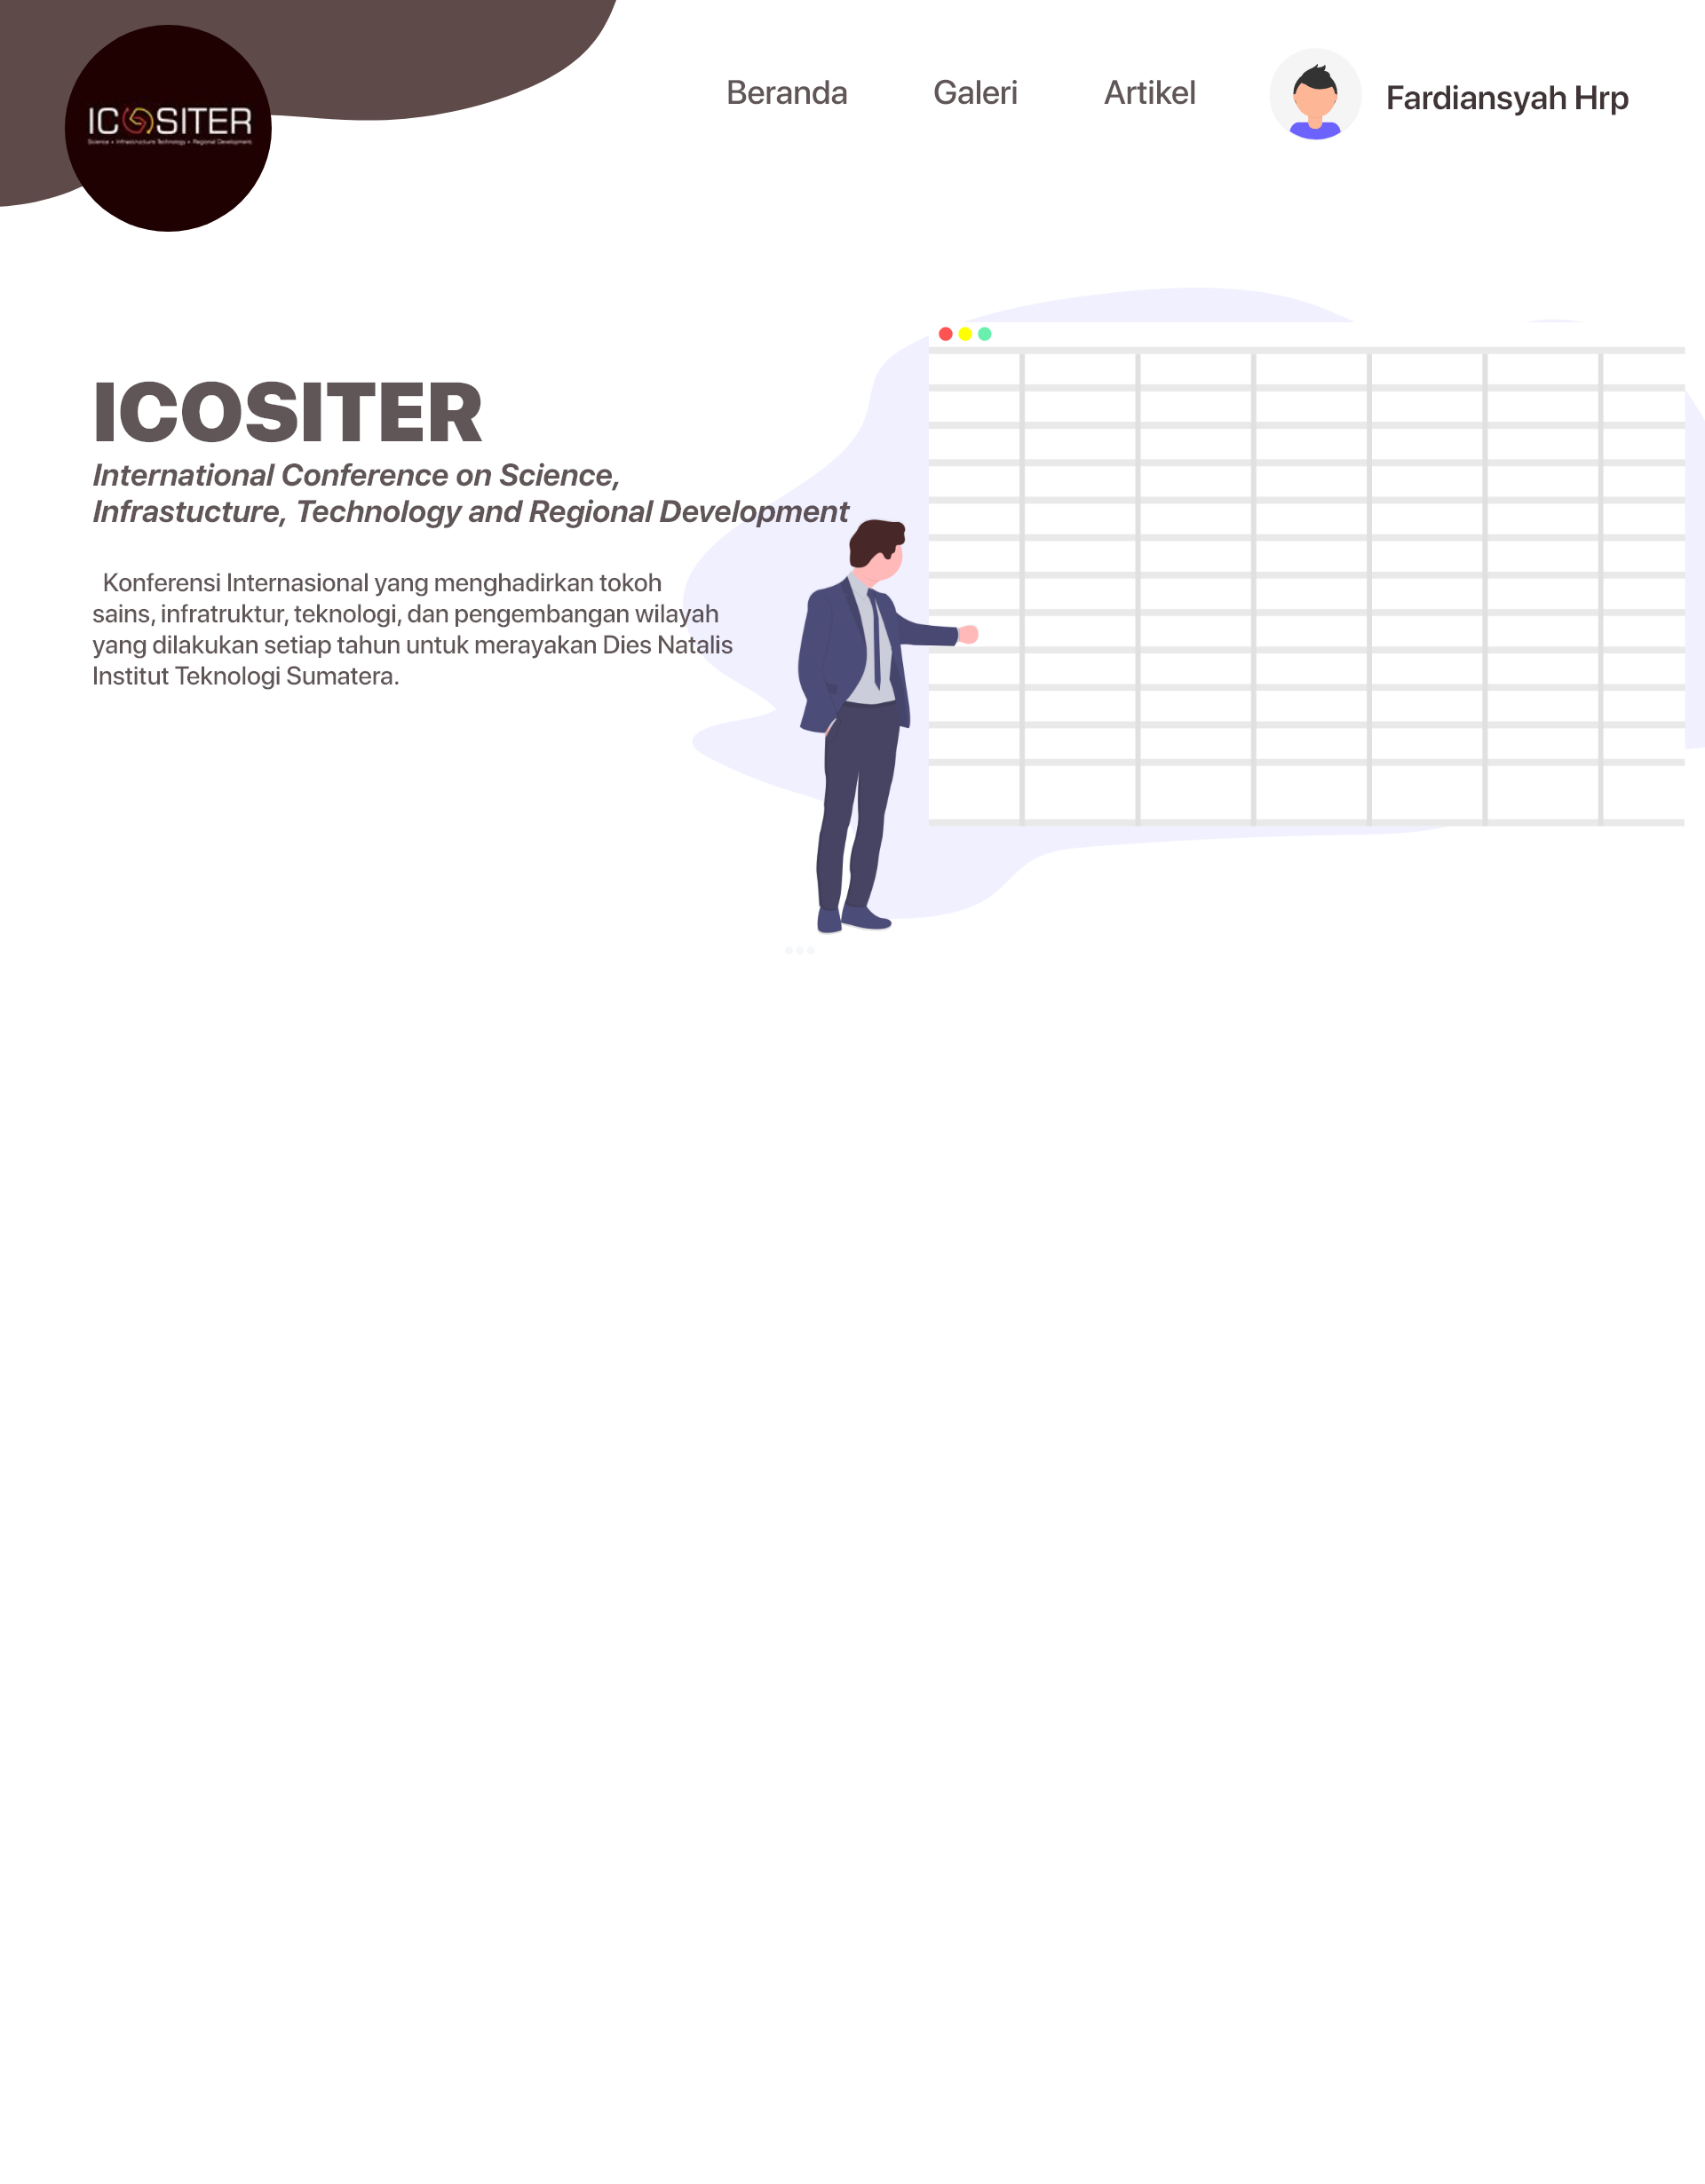 ICOSITER
Science • Infrastructure Technology • Regional Development
Beranda
Galeri
Artikel
Fardiansyah Hrp
ICOSITER
International Conference on Science,
Infrastucture, Technology and Regional Development
Konferensi Internasional yang menghadirkan tokoh
sains, infratruktur, teknologi, dan pengembangan wilayah
yang dilakukan setiap tahun untuk merayakan Dies Natalis
Institut Teknologi Sumatera.